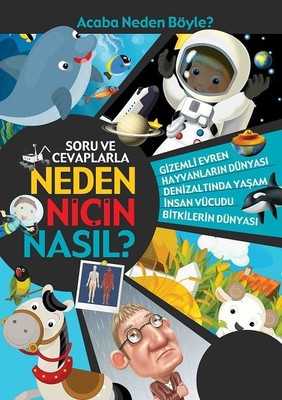 Acaba Neden Böyle?
SORU VE
CEVAPLARLA
NEDEN
NİÇİN
NASIL?
GİZEMLİ EVREN
HAYVANLARIN DÜNYASI
DENİZALTINDA YAŞAM
İNSAN VÜCUDU
BİTKİLERİN DÜNYASI